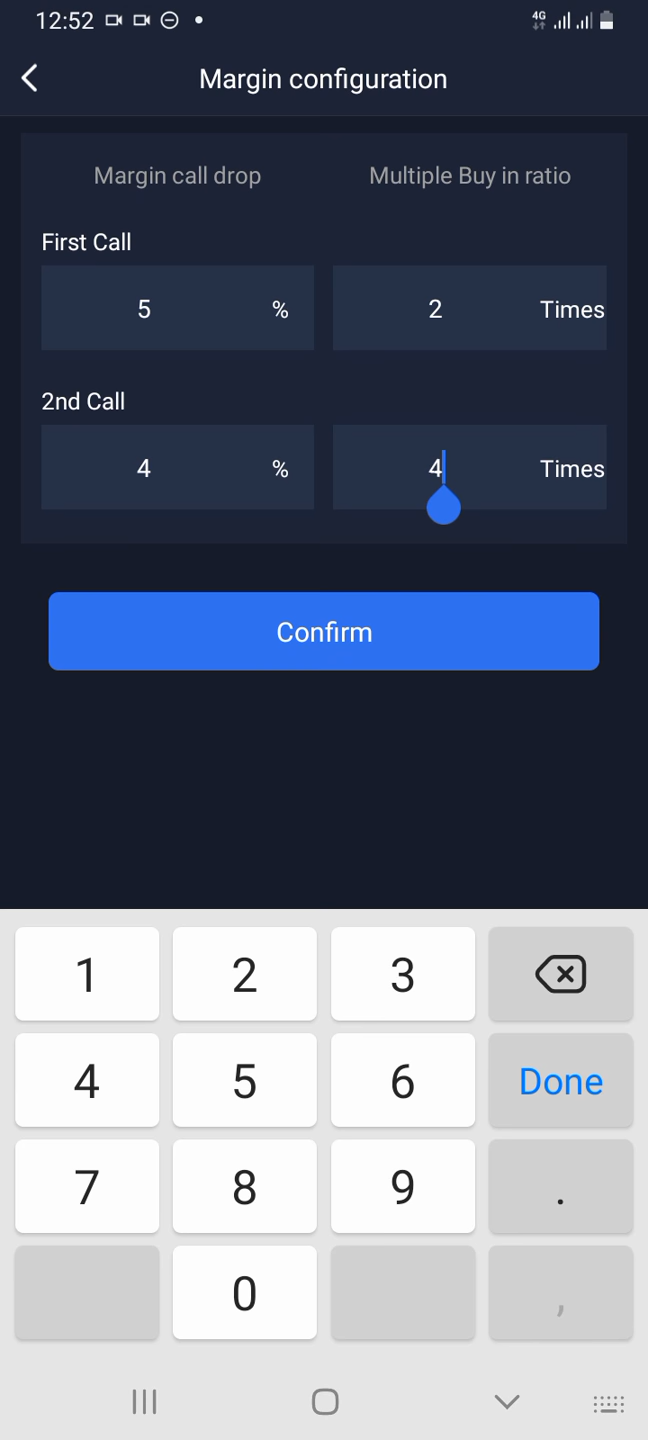 12:52
4G
Margin configuration
Margin call drop Multiple Buy in ratio
First Call
5 % 2 Times
2nd Call
4 % 4 Times
Confirm
1 2 3
4 5 6 Done
7 8 9 .
0 ,